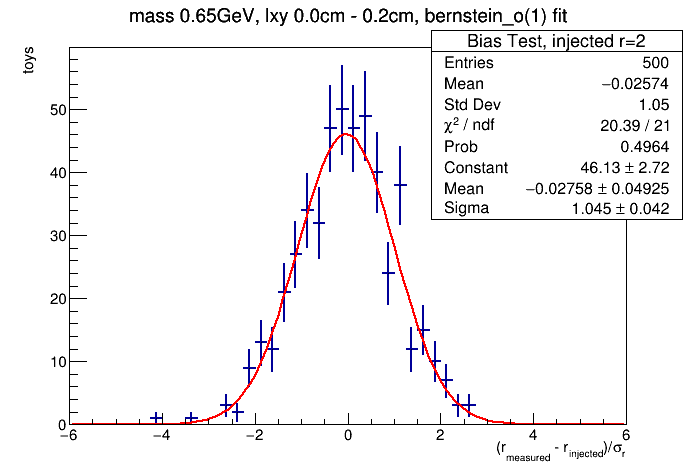 mass 0.65GeV, lxy 0.0cm - 0.2cm, bernstein_o(1) fit
toys
Bias Test, injected r=2
Entries 500
Mean −0.02574
Std Dev 1.05
χ² / ndf 20.39 / 21
Prob 0.4964
Constant 46.13 ± 2.72
Mean −0.02758 ± 0.04925
Sigma 1.045 ± 0.042
50
40
30
20
10
0
−6 −4 −2 0 2 4 6
(r_measured - r_injected)/σ_r